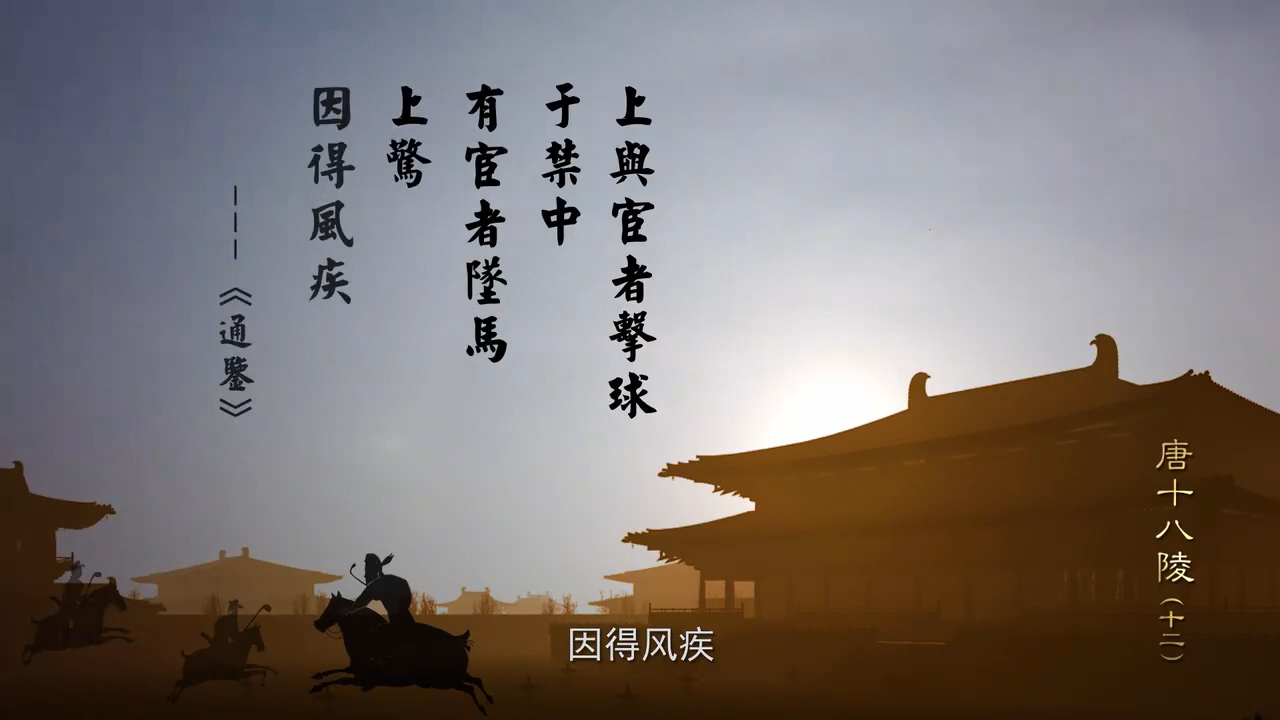 上與宦者擊球
于禁中
有宦者墜馬
上驚
因得風疾
———《通鑒》
唐十八陵（十二）
因得风疾